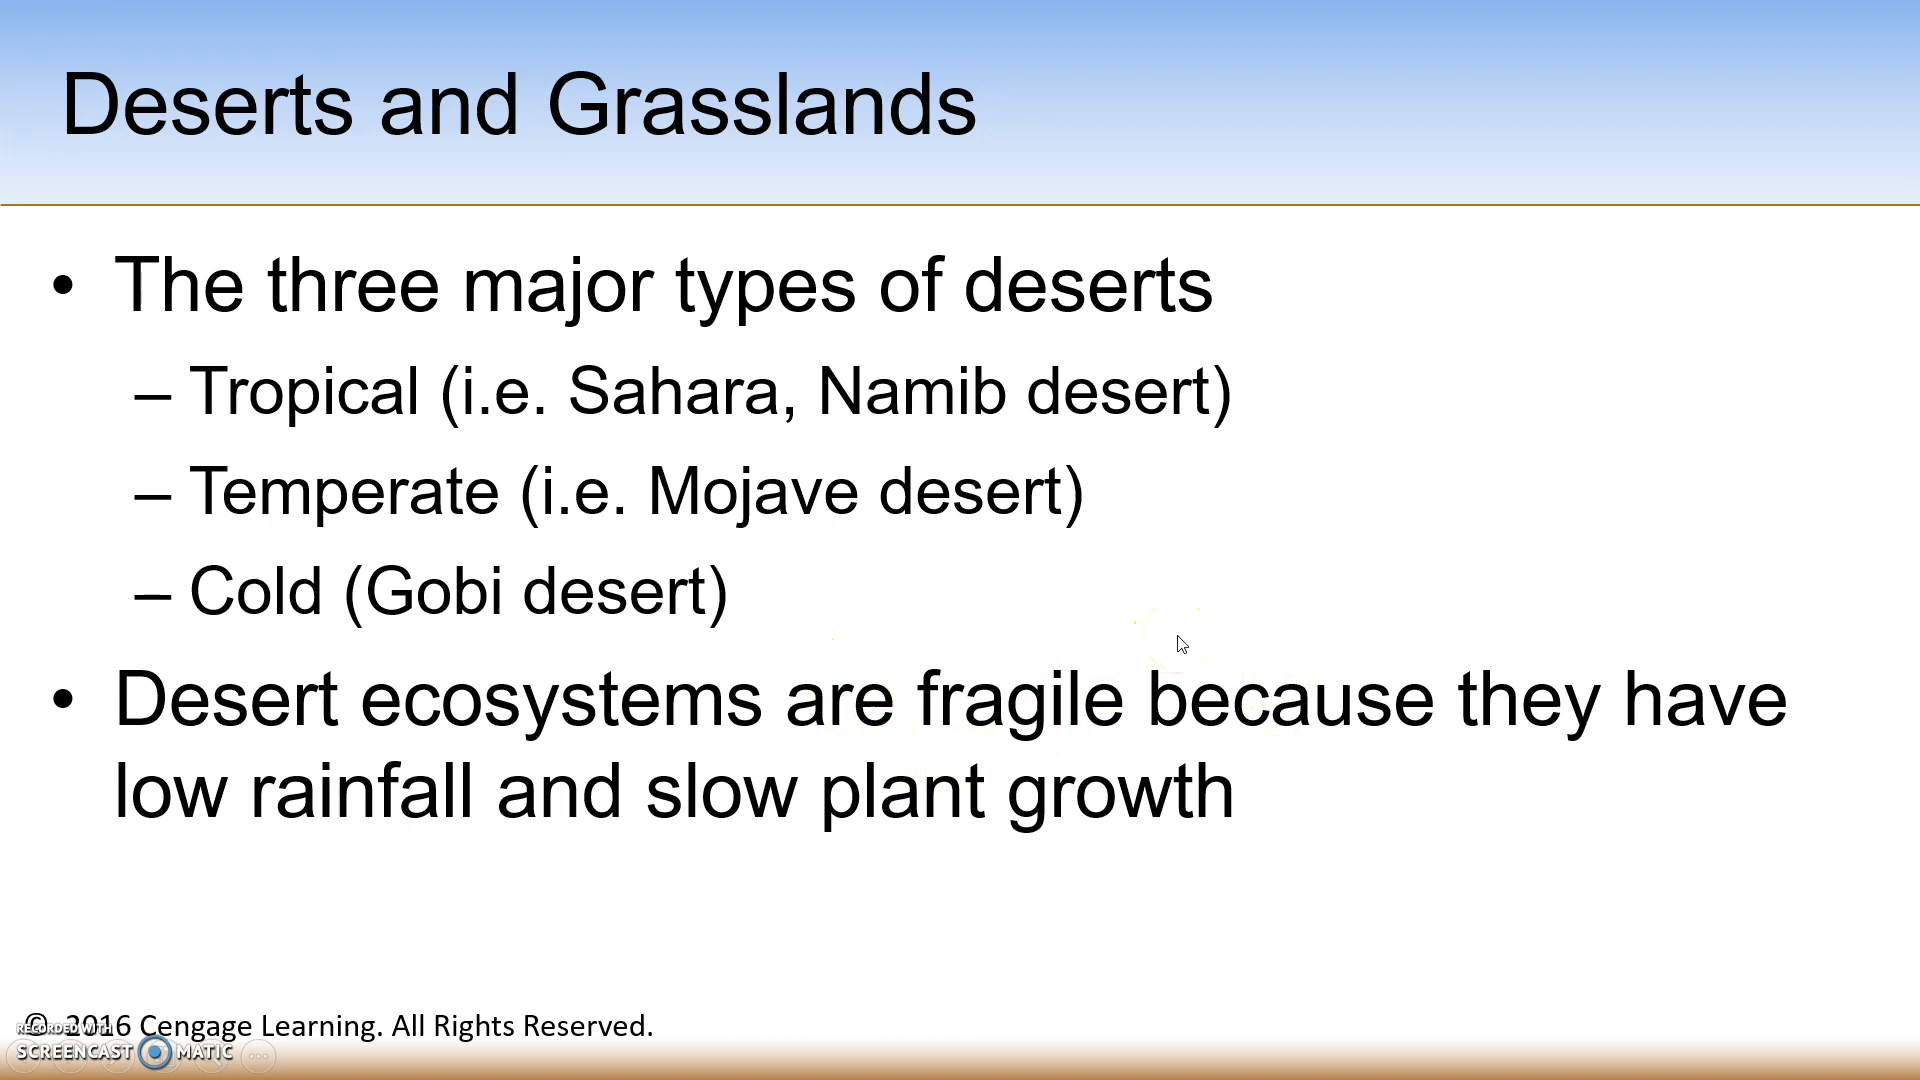 Deserts and Grasslands
• The three major types of deserts
– Tropical (i.e. Sahara, Namib desert)
– Temperate (i.e. Mojave desert)
– Cold (Gobi desert)
• Desert ecosystems are fragile because they have
low rainfall and slow plant growth
© 2016 Cengage Learning. All Rights Reserved.
RECORDED WITH
SCREENCAST MATIC